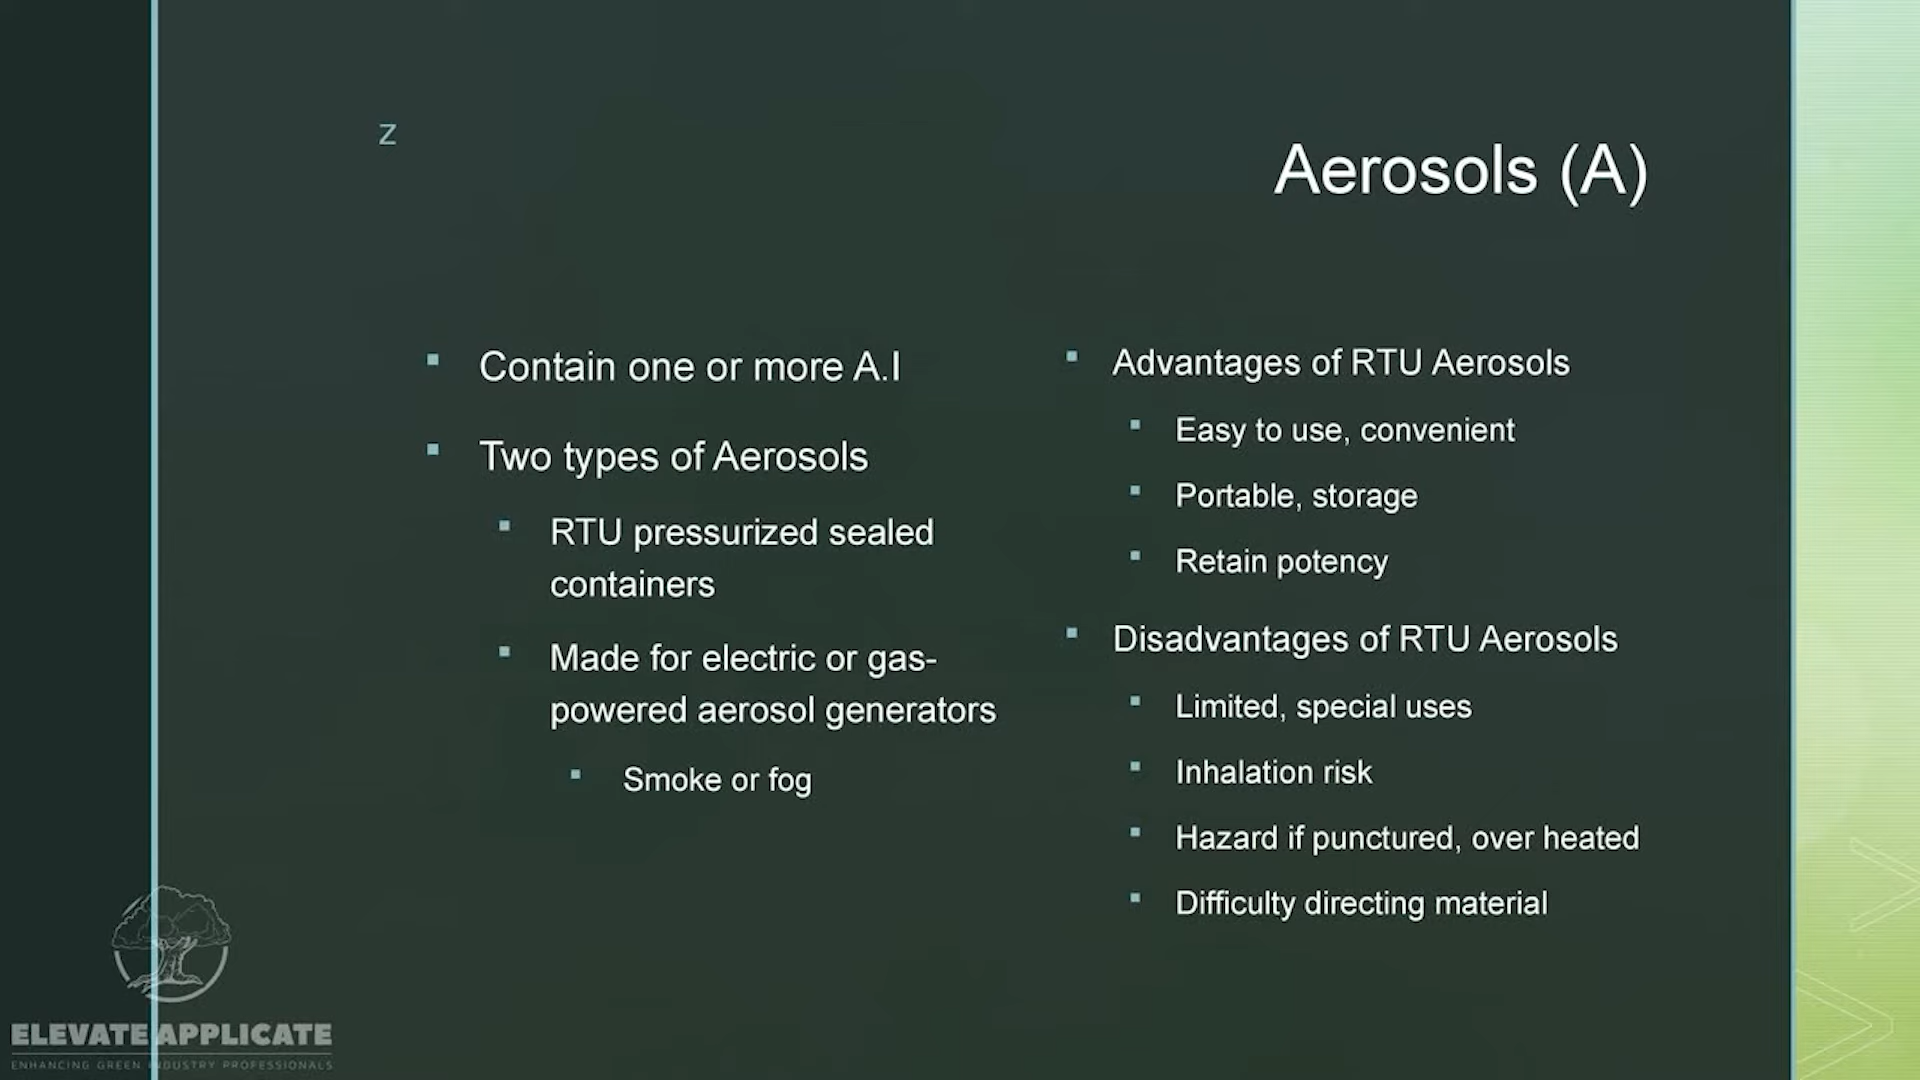 z
Aerosols (A)
Contain one or more A.I
Two types of Aerosols
RTU pressurized sealed
containers
Made for electric or gas-
powered aerosol generators
Smoke or fog
Advantages of RTU Aerosols
Easy to use, convenient
Portable, storage
Retain potency
Disadvantages of RTU Aerosols
Limited, special uses
Inhalation risk
Hazard if punctured, over heated
Difficulty directing material
ELEVATE APPLICATE
ENHANCING GREEN INDUSTRY PROFESSIONALS